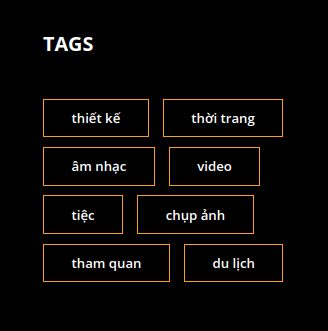 TAGS
thiết kế thời trang
âm nhạc video
tiệc chụp ảnh
tham quan du lịch